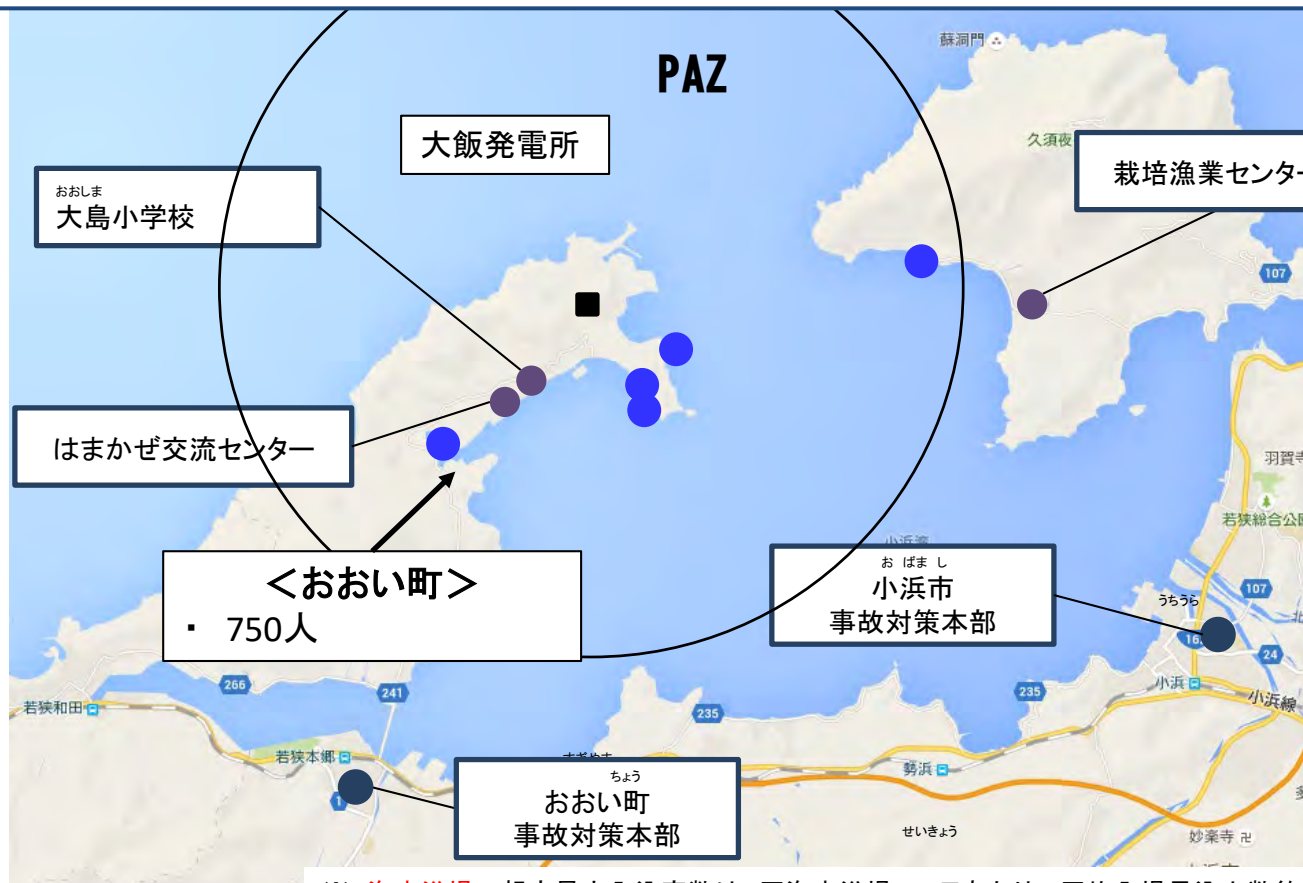 蘇洞門
PAZ
大飯発電所
久須夜
栽培漁業センター
おおしま
大島小学校
107
はまかぜ交流センター
羽賀寺
若狭総合公園
小浜湾
<おおい町>
・ 750人
お ばま し
小浜市
事故対策本部
うちうら
107
北
162
24
小浜
小浜線
266
241
235
235
若狭和田
若狭本郷
勢浜
ちょう
おおい町
事故対策本部
せいきょう
多
妙楽寺